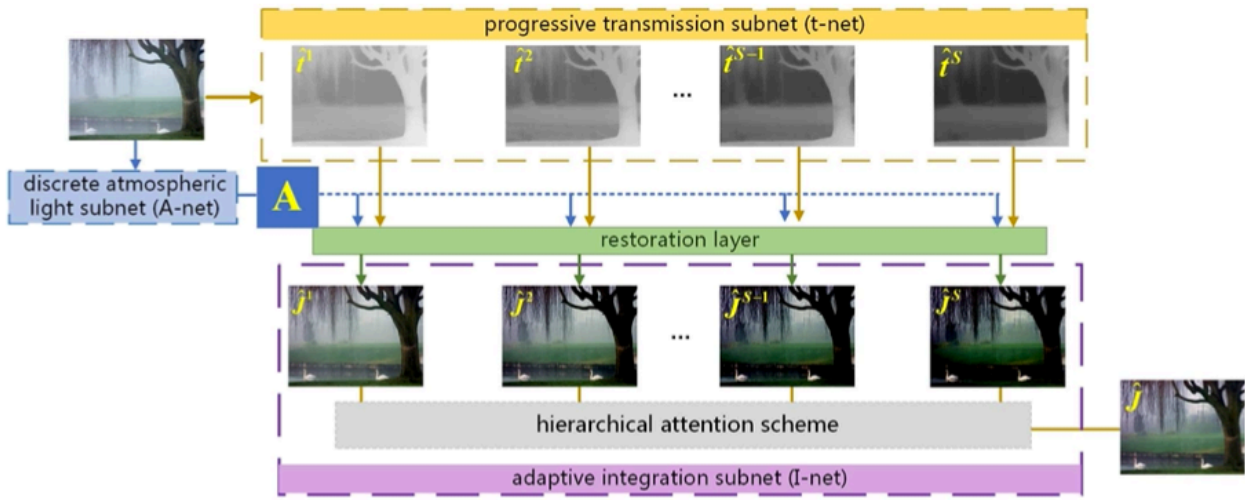 progressive transmission subnet (t-net)
t̂¹ t̂² ... t̂ˢ⁻¹ t̂ˢ
discrete atmospheric
light subnet (A-net)
A
restoration layer
Ĵ¹ Ĵ² ... Ĵˢ⁻¹ Ĵˢ
hierarchical attention scheme
Ĵ
adaptive integration subnet (I-net)